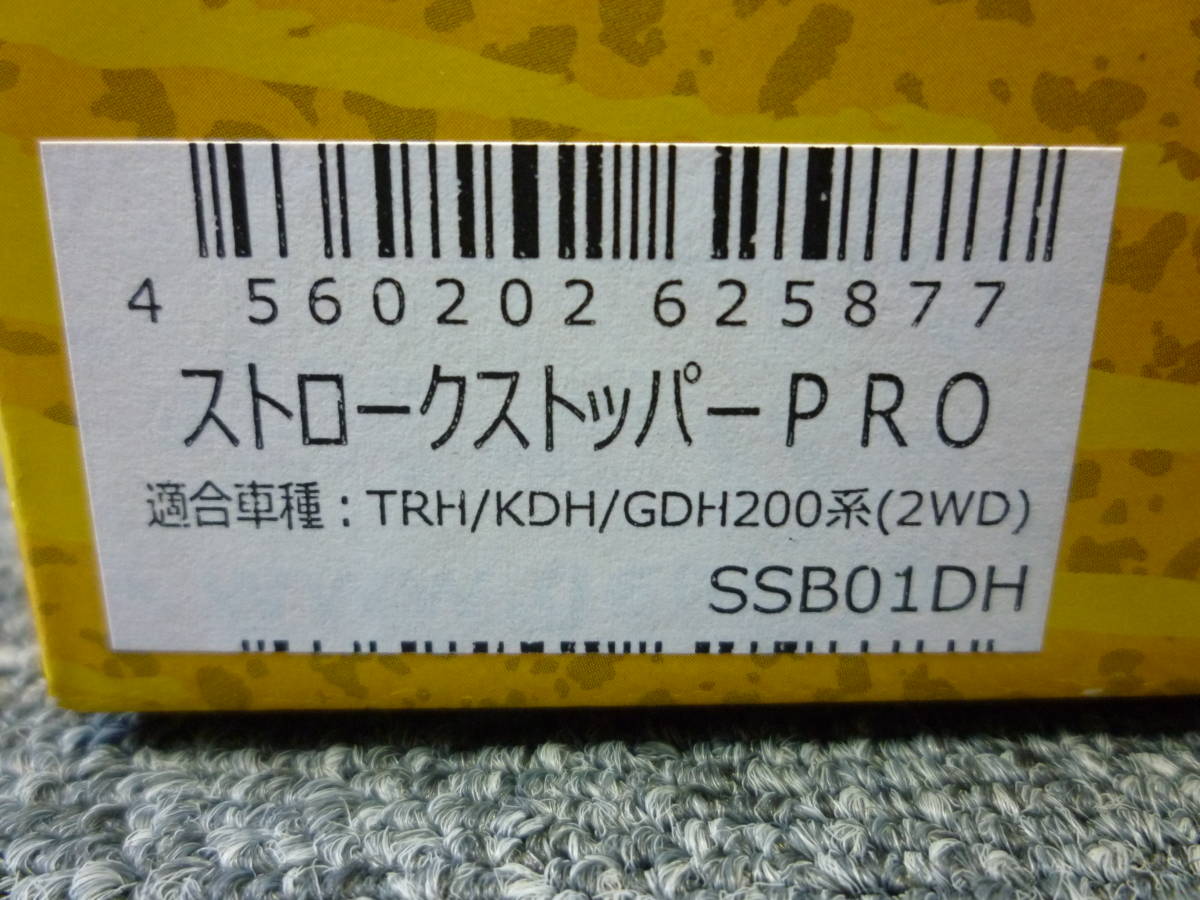 4 560202 625877
ストロークストッパーPRO
適合車種：TRH/KDH/GDH200系(2WD)
SSB01DH